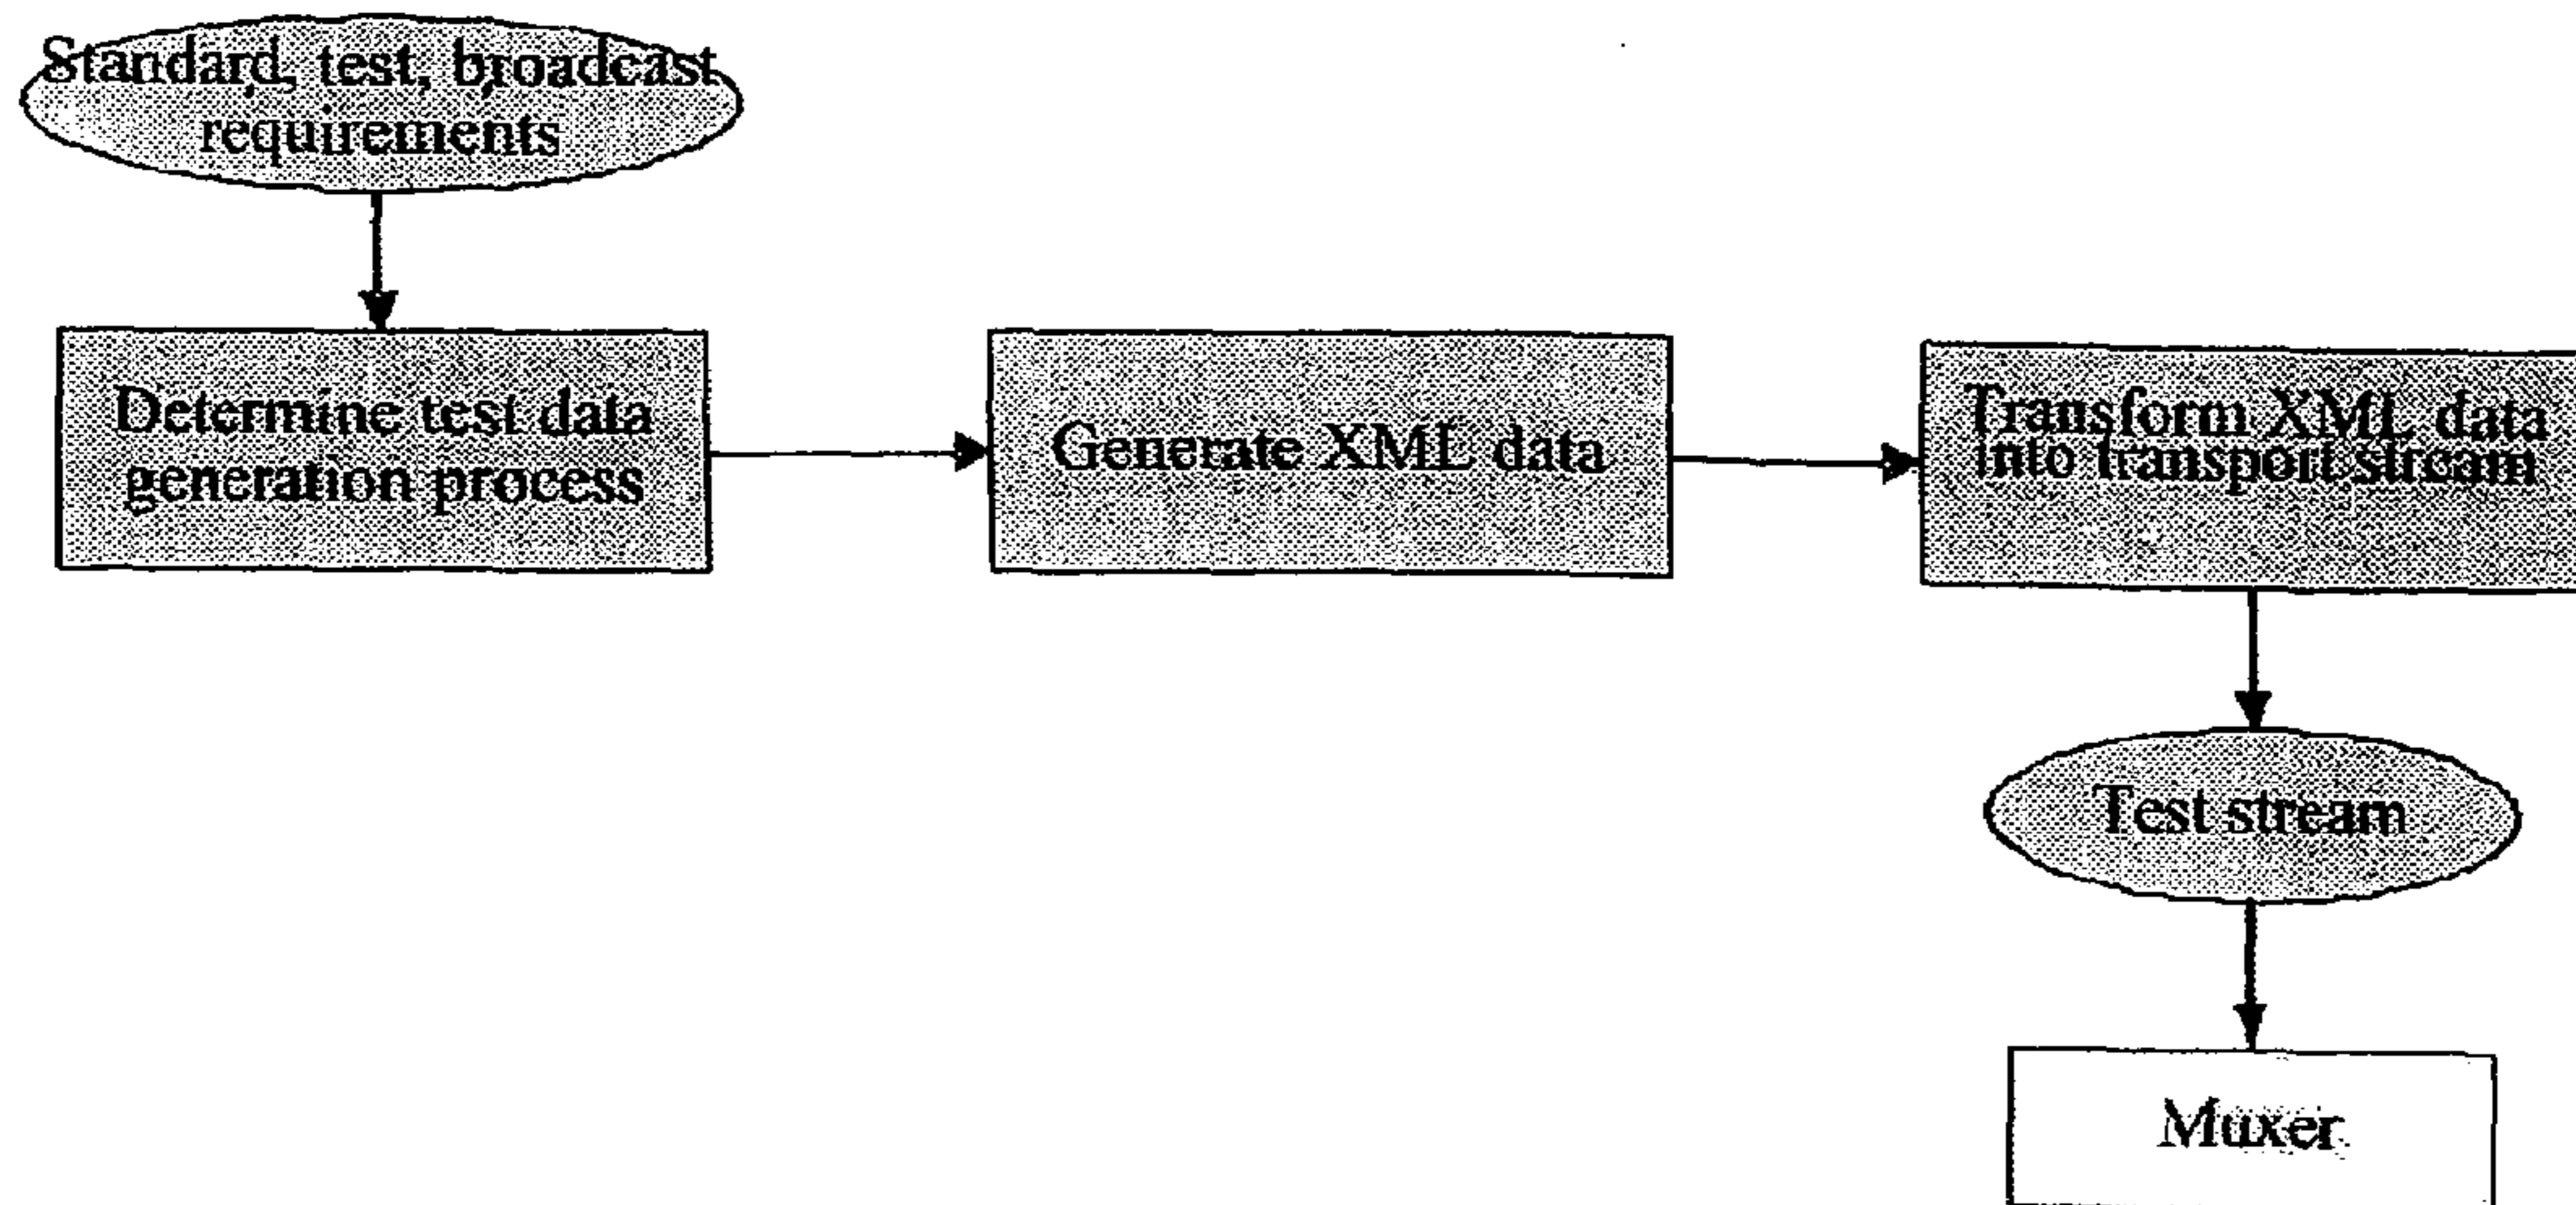 Standard, test, broadcast
requirements
Determine test data
generation process
Generate XML data
Transform XML data
into transport stream
Test stream
Muxer